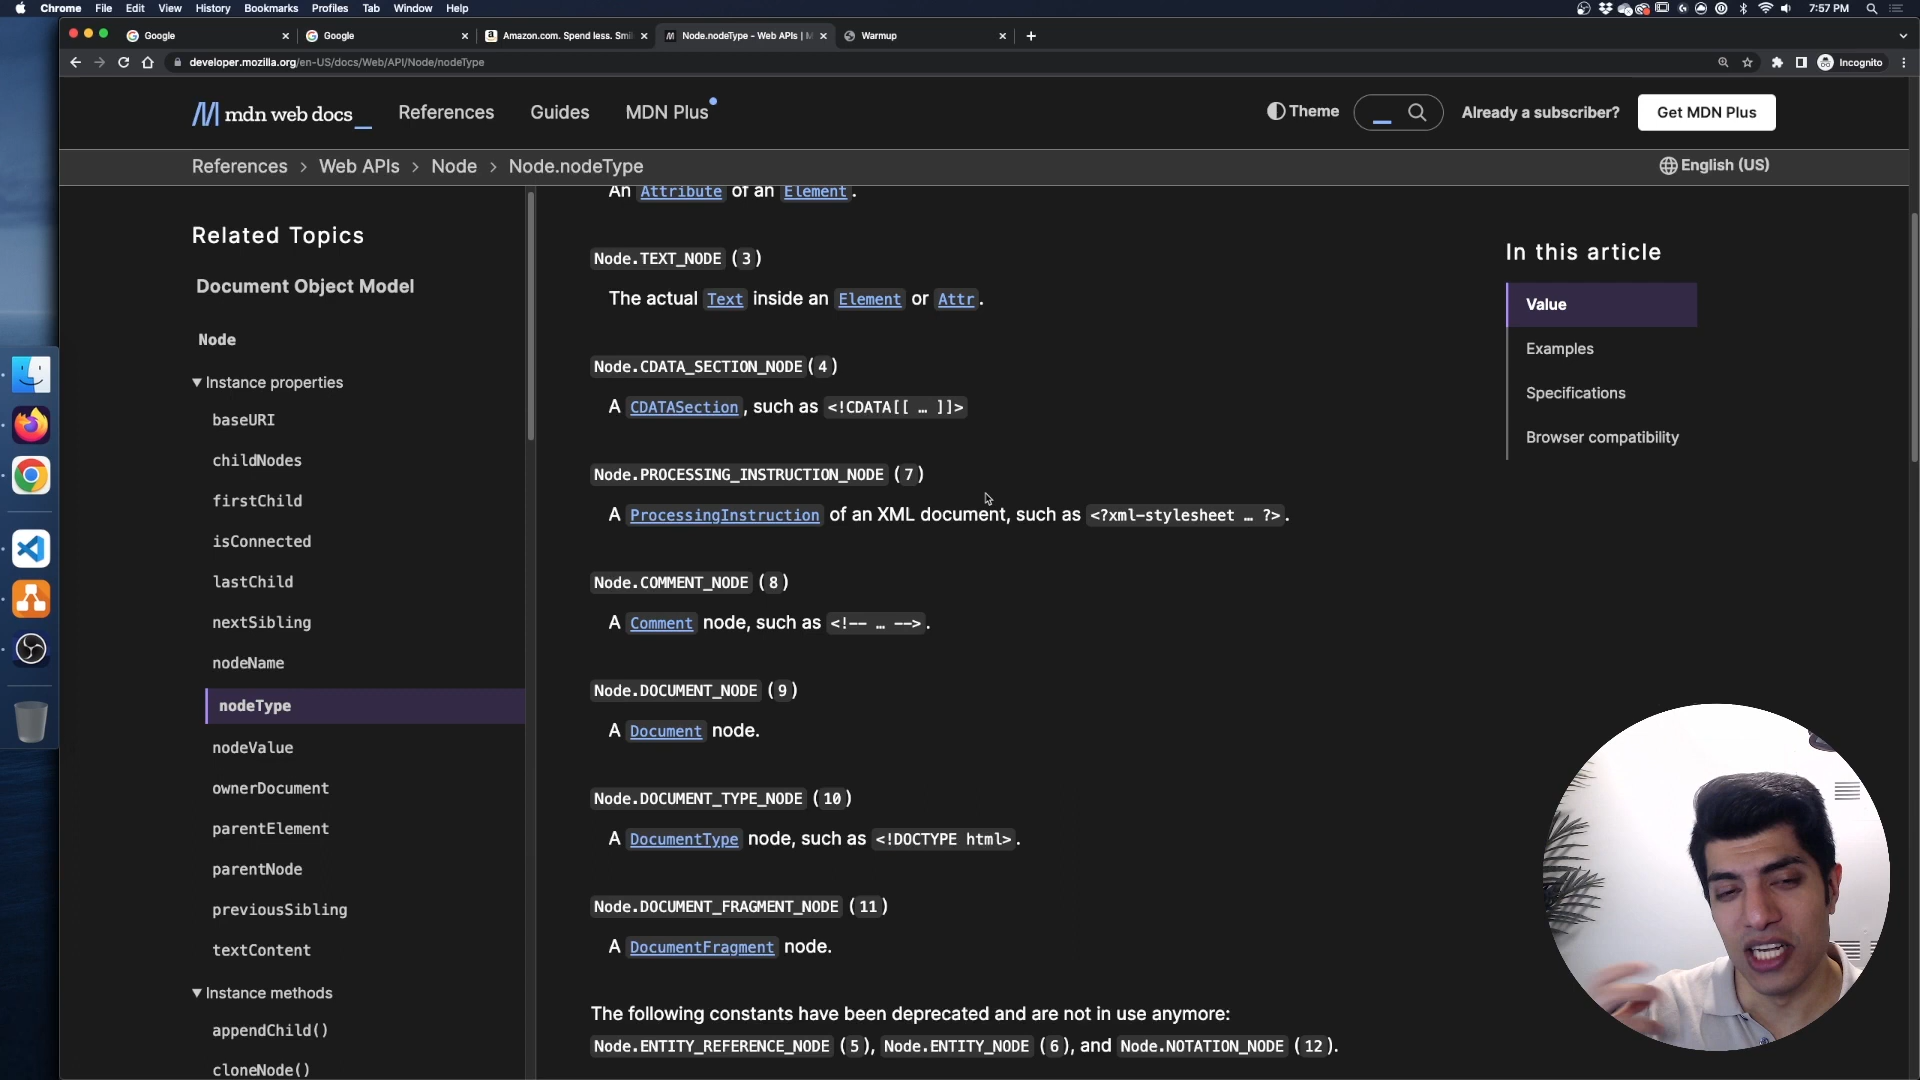 Chrome File Edit View History Bookmarks Profiles Tab Window Help 7:57 PM
Google Google Amazon.com. Spend less. Smi Node.nodeType - Web APIs | M Warmup
developer.mozilla.org/en-US/docs/Web/API/Node/nodeType Incognito
mdn web docs_ References Guides MDN Plus Theme Already a subscriber? Get MDN Plus
References > Web APIs > Node > Node.nodeType English (US)
Related Topics
Document Object Model
Node
Instance properties
baseURI
childNodes
firstChild
isConnected
lastChild
nextSibling
nodeName
nodeType
nodeValue
ownerDocument
parentElement
parentNode
previousSibling
textContent
Instance methods
appendChild()
cloneNode()
An Attribute of an Element.
Node.TEXT_NODE (3)
The actual Text inside an Element or Attr.
Node.CDATA_SECTION_NODE(4)
A CDATASection, such as <!CDATA[[ … ]]>
Node.PROCESSING_INSTRUCTION_NODE (7)
A ProcessingInstruction of an XML document, such as <?xml-stylesheet … ?>.
Node.COMMENT_NODE (8)
A Comment node, such as <!-- … -->.
Node.DOCUMENT_NODE (9)
A Document node.
Node.DOCUMENT_TYPE_NODE (10)
A DocumentType node, such as <!DOCTYPE html>.
Node.DOCUMENT_FRAGMENT_NODE (11)
A DocumentFragment node.
The following constants have been deprecated and are not in use anymore:
Node.ENTITY_REFERENCE_NODE (5), Node.ENTITY_NODE (6), and Node.NOTATION_NODE (12).
In this article
Value
Examples
Specifications
Browser compatibility